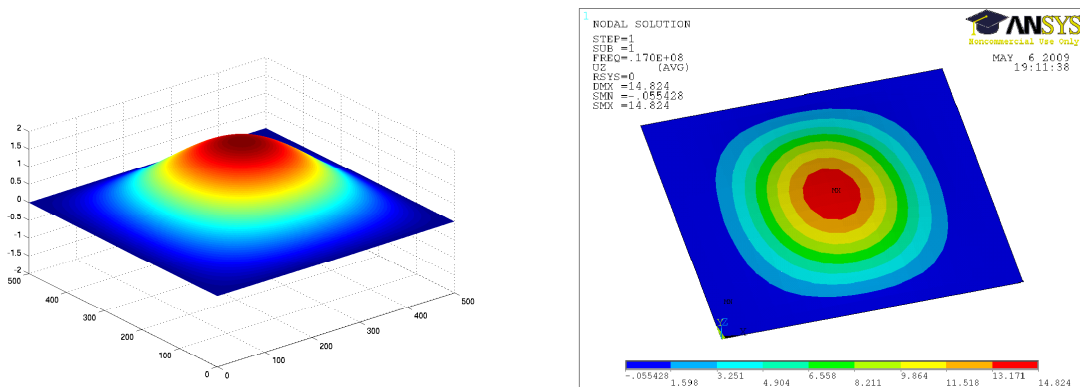 2
1.5
1
0.5
0
-0.5
-1
-1.5
-2
500
400
300
200
100
0
0
100
200
300
400
500
1
NODAL SOLUTION
STEP=1
SUB =1
FREQ=.170E+08
UZ (AVG)
RSYS=0
DMX =14.824
SMN =-.055428
SMX =14.824
ANSYS
Noncommercial Use Only
MAY 6 2009
19:11:38
MX
YZ
-.055428
1.598
3.251
4.904
6.558
8.211
9.864
11.518
13.171
14.824